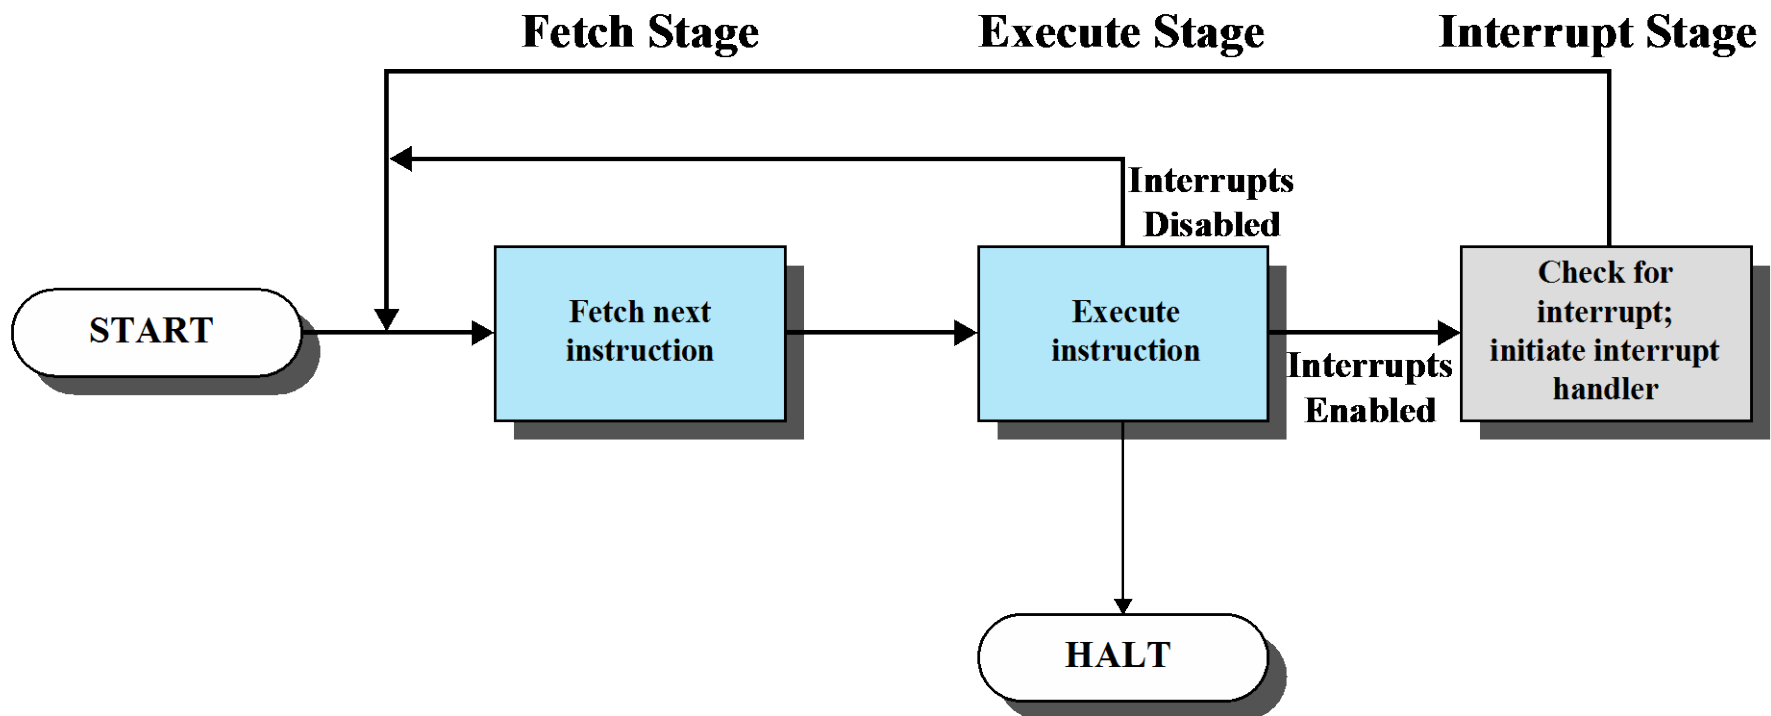 Fetch Stage
Execute Stage
Interrupt Stage
Interrupts
Disabled
START
Fetch next
instruction
Execute
instruction
Interrupts
Enabled
Check for
interrupt;
initiate interrupt
handler
HALT